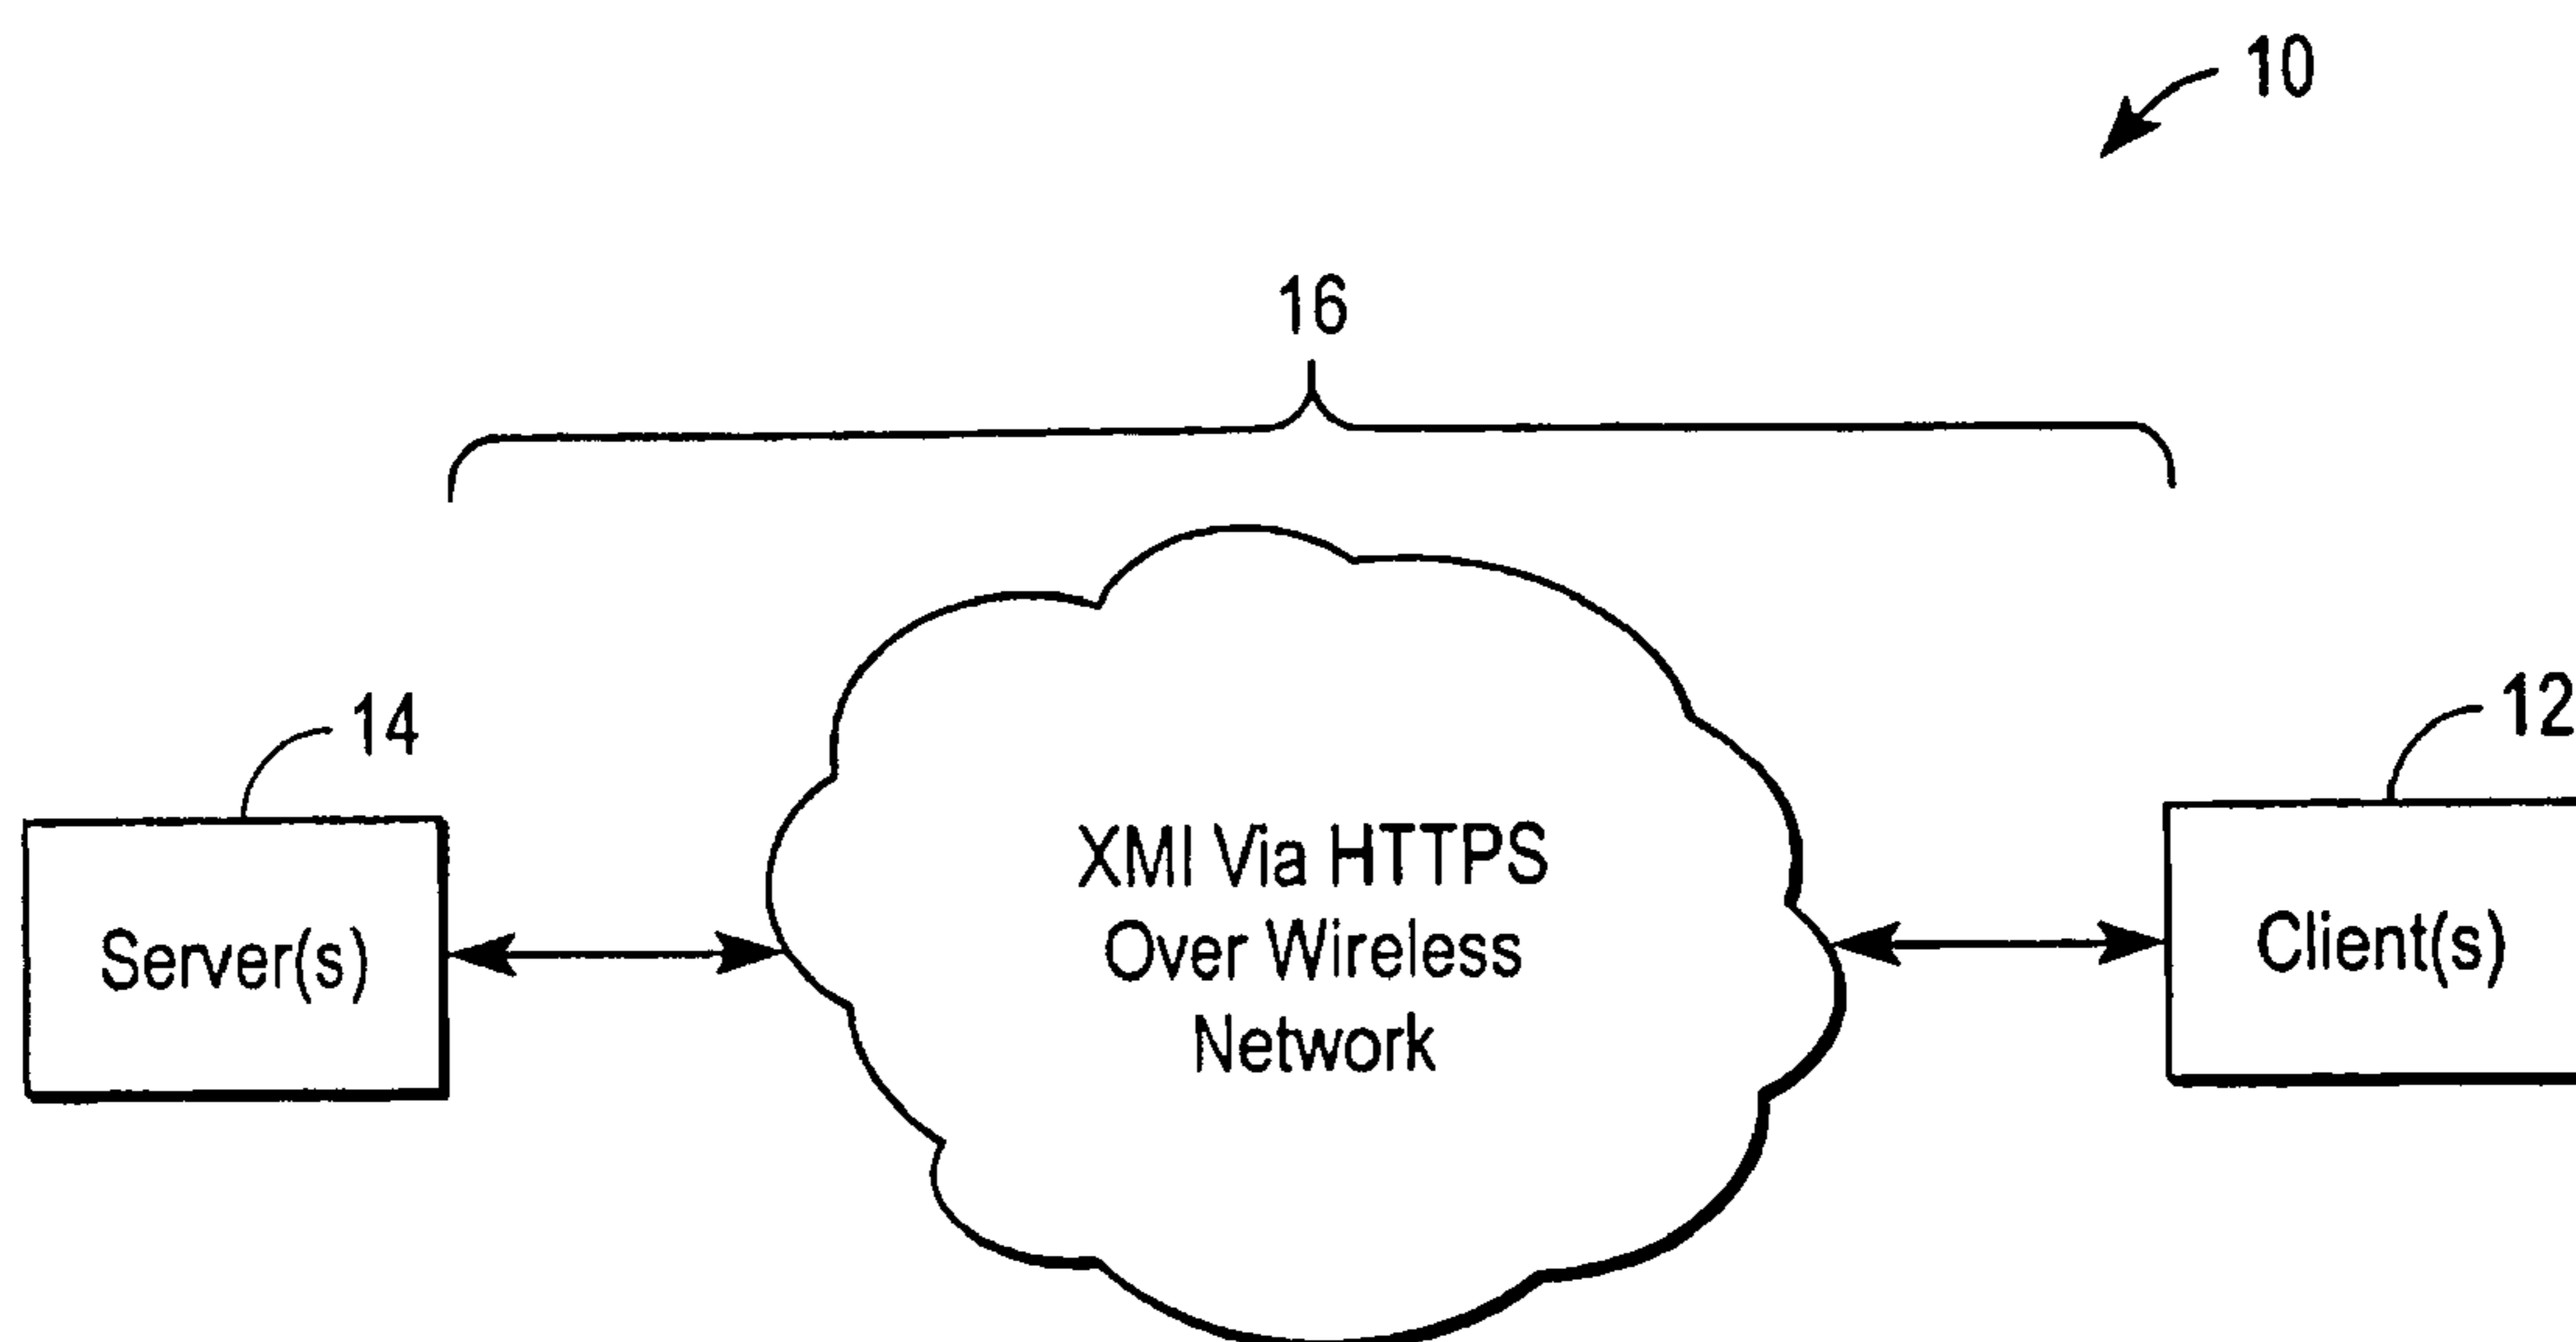 10
16
14
12
Server(s)
XMI Via HTTPS
Over Wireless
Network
Client(s)